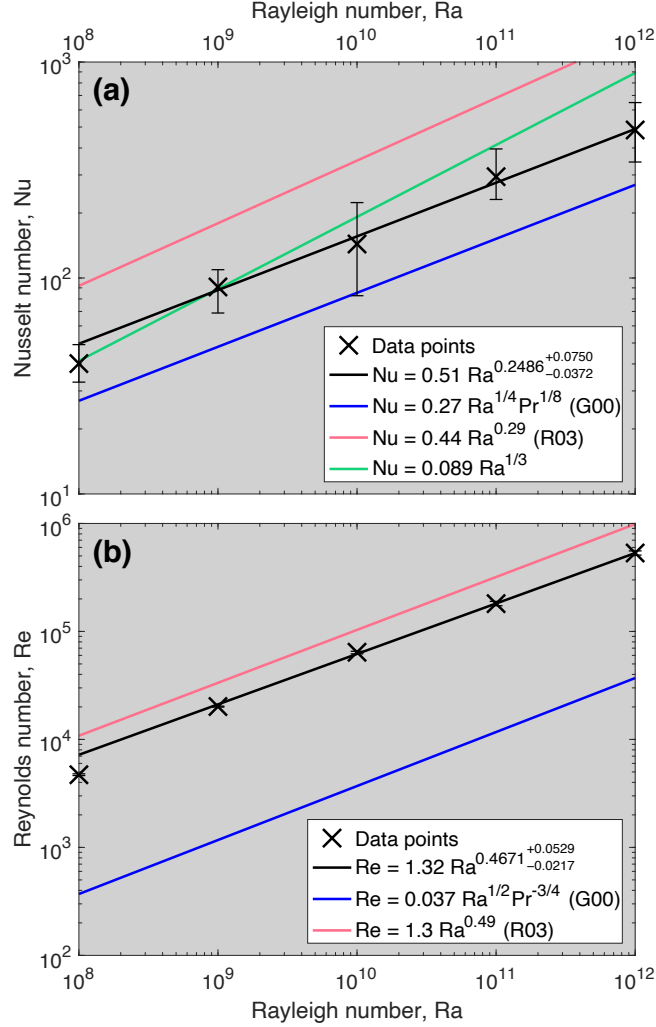 Rayleigh number, Ra
10^8 10^9 10^10 10^11 10^12
10^3
(a)
Nusselt number, Nu
10^2
Data points
Nu = 0.51 Ra^0.2486 +0.0750 -0.0372
Nu = 0.27 Ra^1/4 Pr^1/8 (G00)
Nu = 0.44 Ra^0.29 (R03)
Nu = 0.089 Ra^1/3
10^1
10^6
(b)
10^5
Reynolds number, Re
10^4
10^3
Data points
Re = 1.32 Ra^0.4671 +0.0529 -0.0217
Re = 0.037 Ra^1/2 Pr^-3/4 (G00)
Re = 1.3 Ra^0.49 (R03)
10^2
10^8 10^9 10^10 10^11 10^12
Rayleigh number, Ra